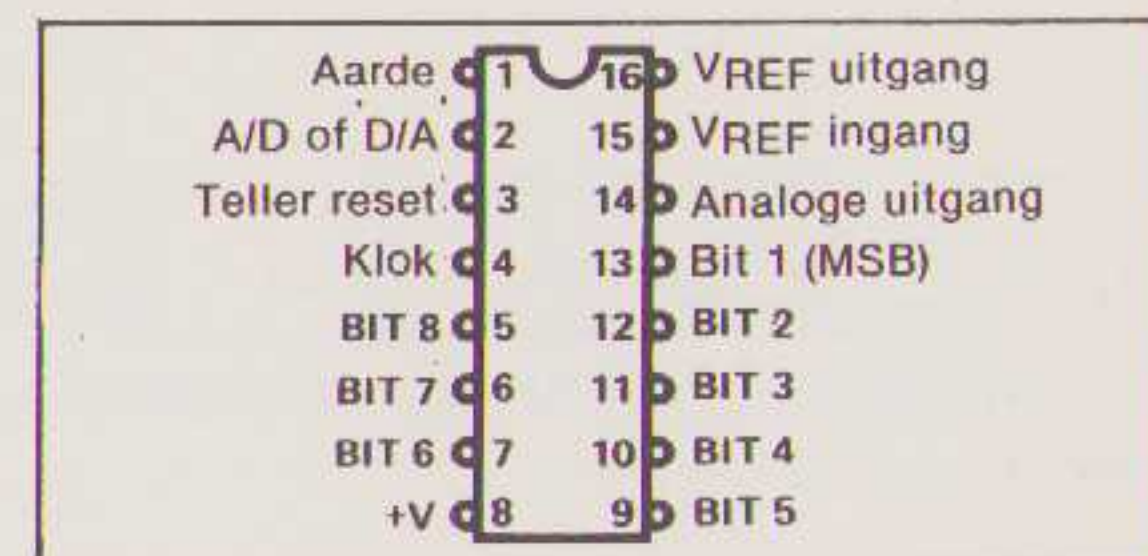 Aarde 1 16 VREF uitgang
A/D of D/A 2 15 VREF ingang
Teller reset 3 14 Analoge uitgang
Klok 4 13 Bit 1 (MSB)
BIT 8 5 12 BIT 2
BIT 7 6 11 BIT 3
BIT 6 7 10 BIT 4
+V 8 9 BIT 5